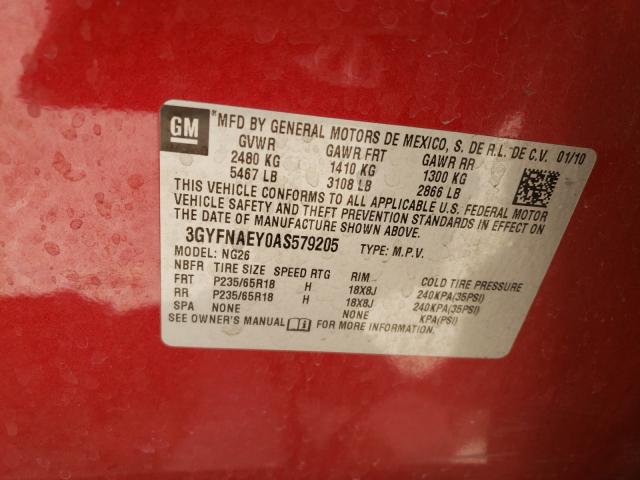 GM
MFD BY GENERAL MOTORS DE MEXICO, S. DE R.L. DE C.V. 01/10
GVWR GAWR FRT GAWR RR
2480 KG 1410 KG 1300 KG
5467 LB 3108 LB 2866 LB
THIS VEHICLE CONFORMS TO ALL APPLICABLE U.S. FEDERAL MOTOR
VEHICLE SAFETY AND THEFT PREVENTION STANDARDS IN EFFECT ON
THE DATE OF MANUFACTURE SHOWN ABOVE.
3GYFNAEY0AS579205 TYPE: M.P.V.
MODEL: NG26
NBFR TIRE SIZE SPEED RTG RIM COLD TIRE PRESSURE
FRT P235/65R18 H 18X8J 240KPA(35PSI)
RR P235/65R18 H 18X8J 240KPA(35PSI)
SPA NONE NONE KPA(PSI)
SEE OWNER'S MANUAL FOR MORE INFORMATION.